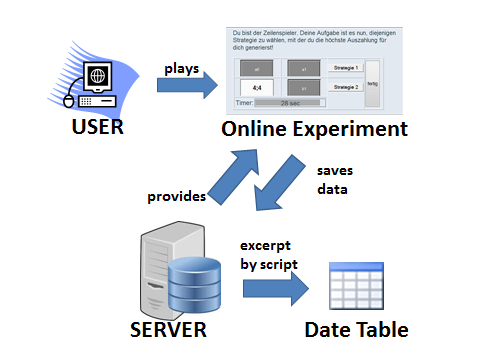 Du bist der Zeilenspieler. Deine Aufgabe ist es nun, diejenigen
Strategie zu wählen, mit der du die höchste Auszahlung für
dich generierst!
plays
Strategie 1
4;4
Strategie 2
fertig
Timer:
28 sec
USER
Online Experiment
provides
saves
data
excerpt
by script
SERVER
Date Table